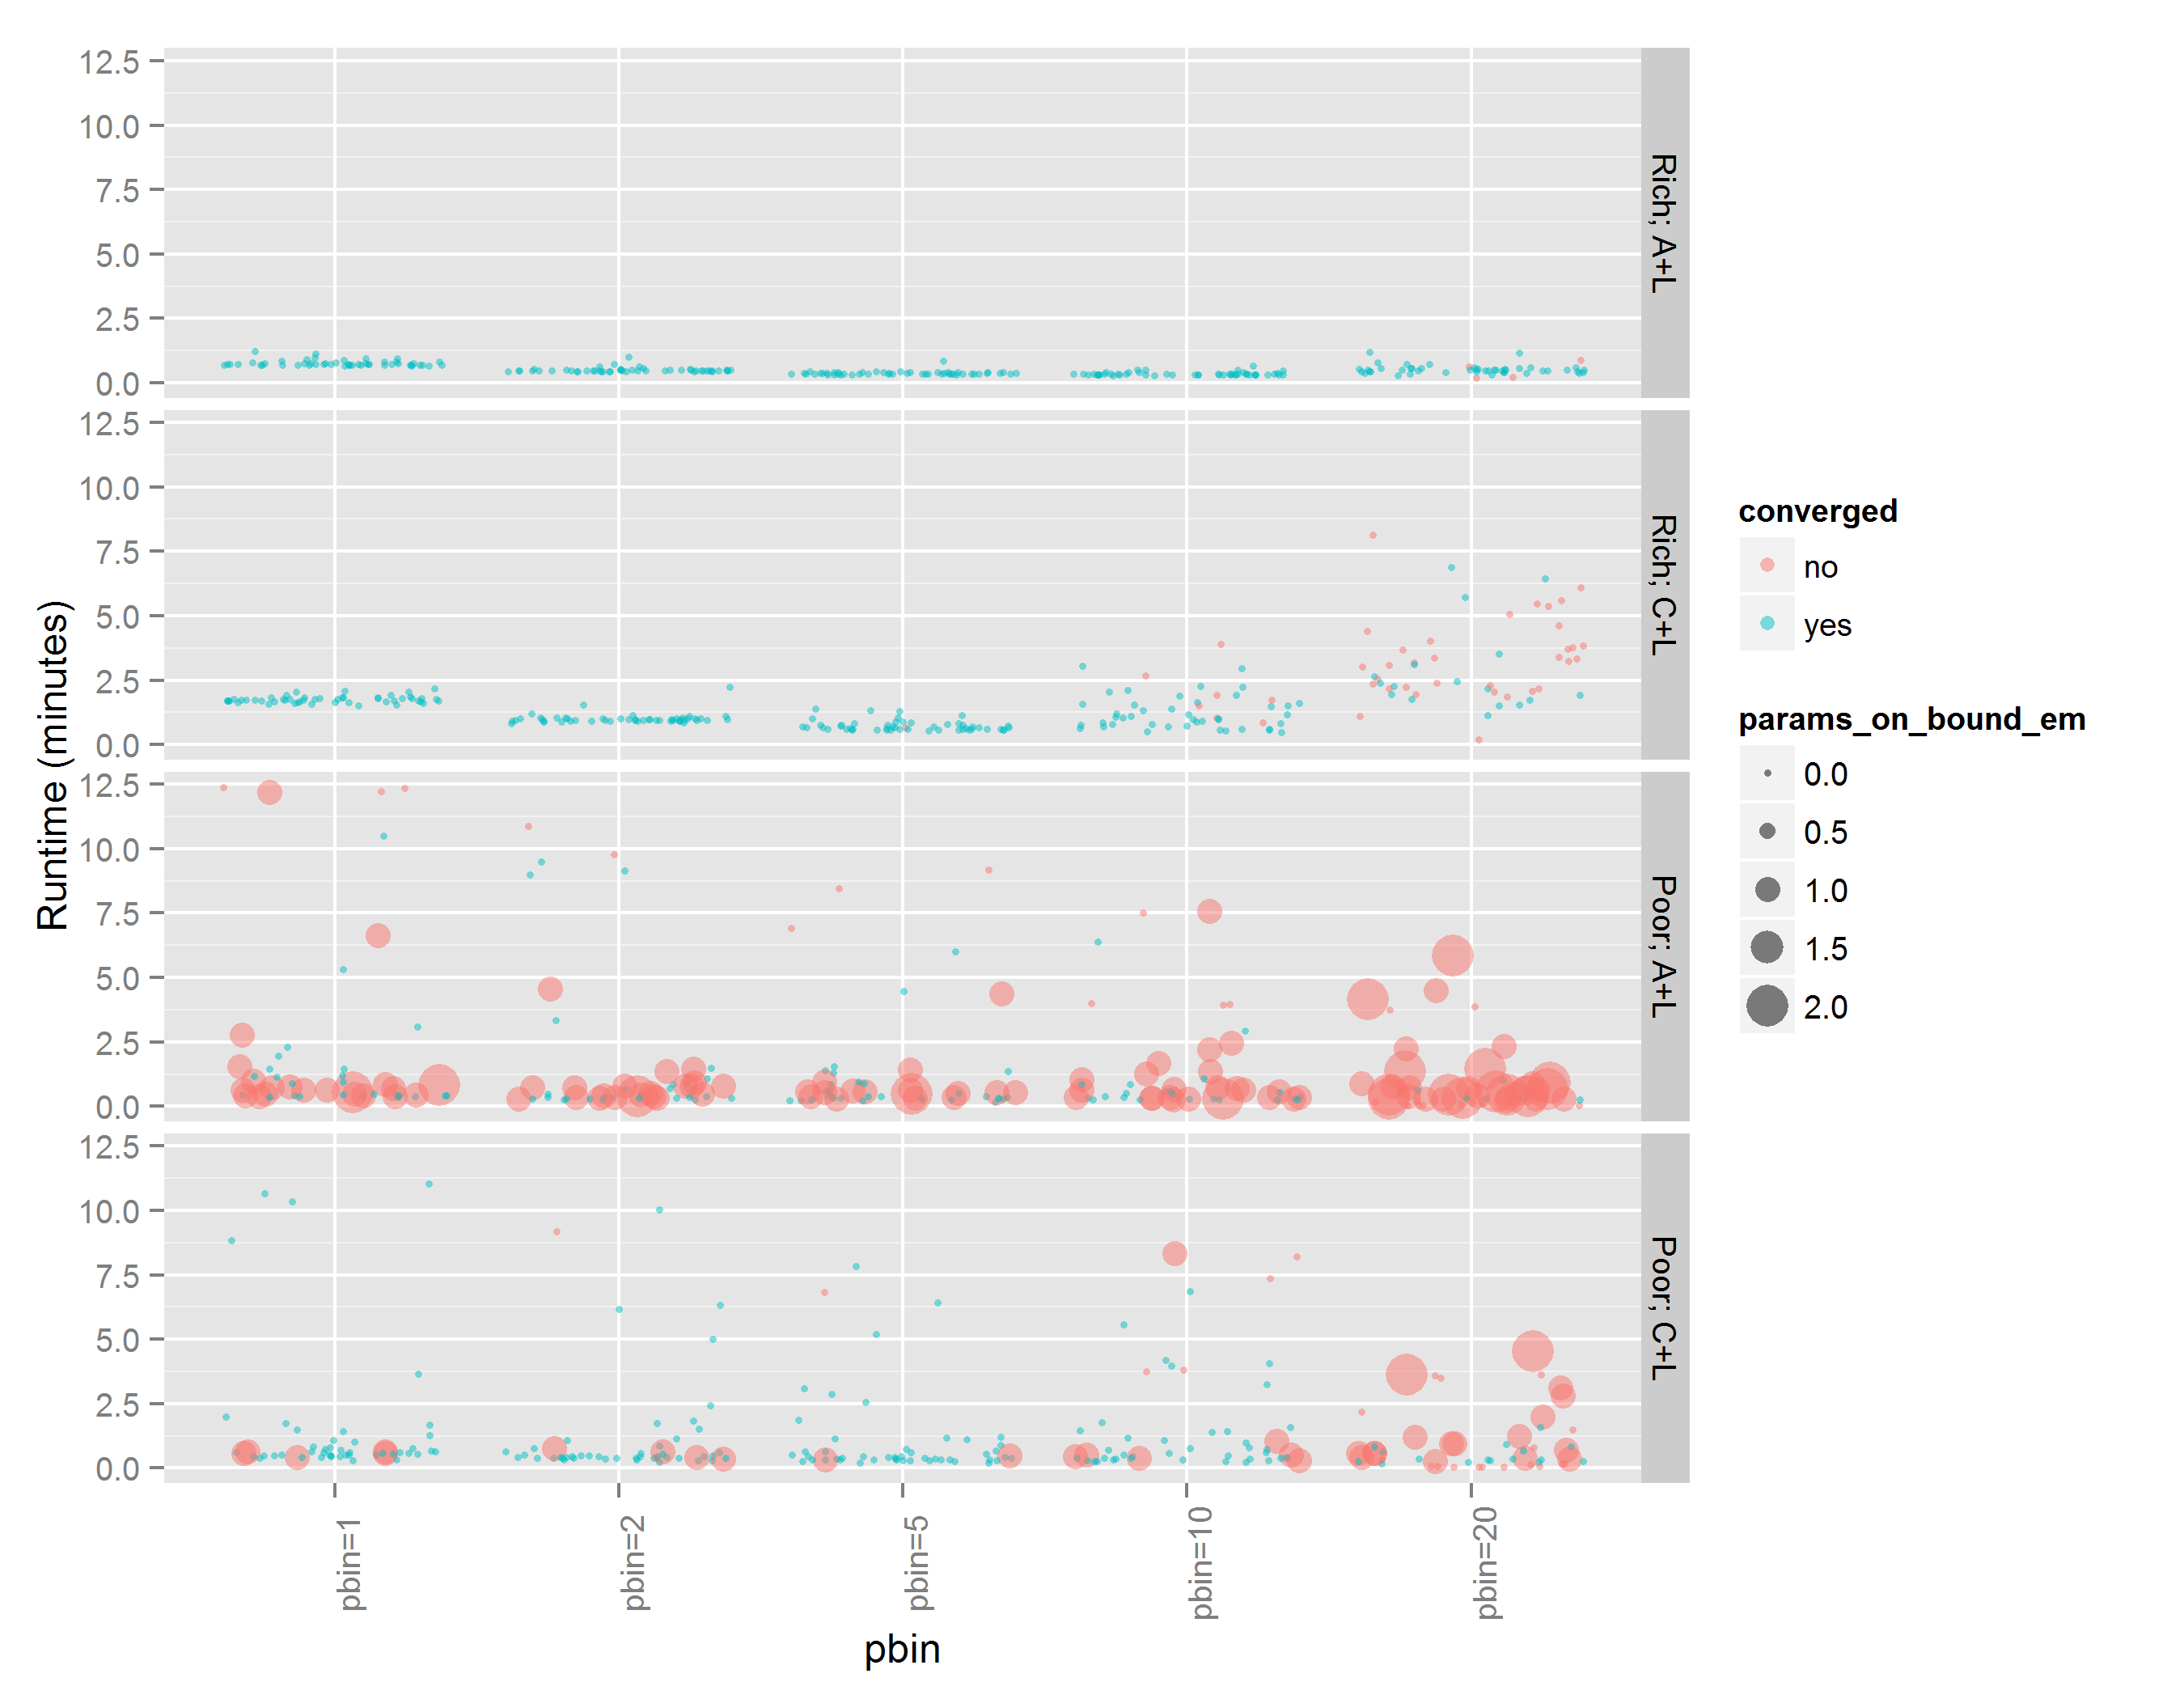 12.5
10.0
7.5
5.0
2.5
0.0
Rich; A+L
12.5
10.0
7.5
5.0
2.5
0.0
Rich; C+L
12.5
10.0
7.5
5.0
2.5
0.0
Poor; A+L
12.5
10.0
7.5
5.0
2.5
0.0
Poor; C+L
Runtime (minutes)
pbin=1
pbin=2
pbin=5
pbin=10
pbin=20
pbin
converged
no
yes
params_on_bound_em
0.0
0.5
1.0
1.5
2.0